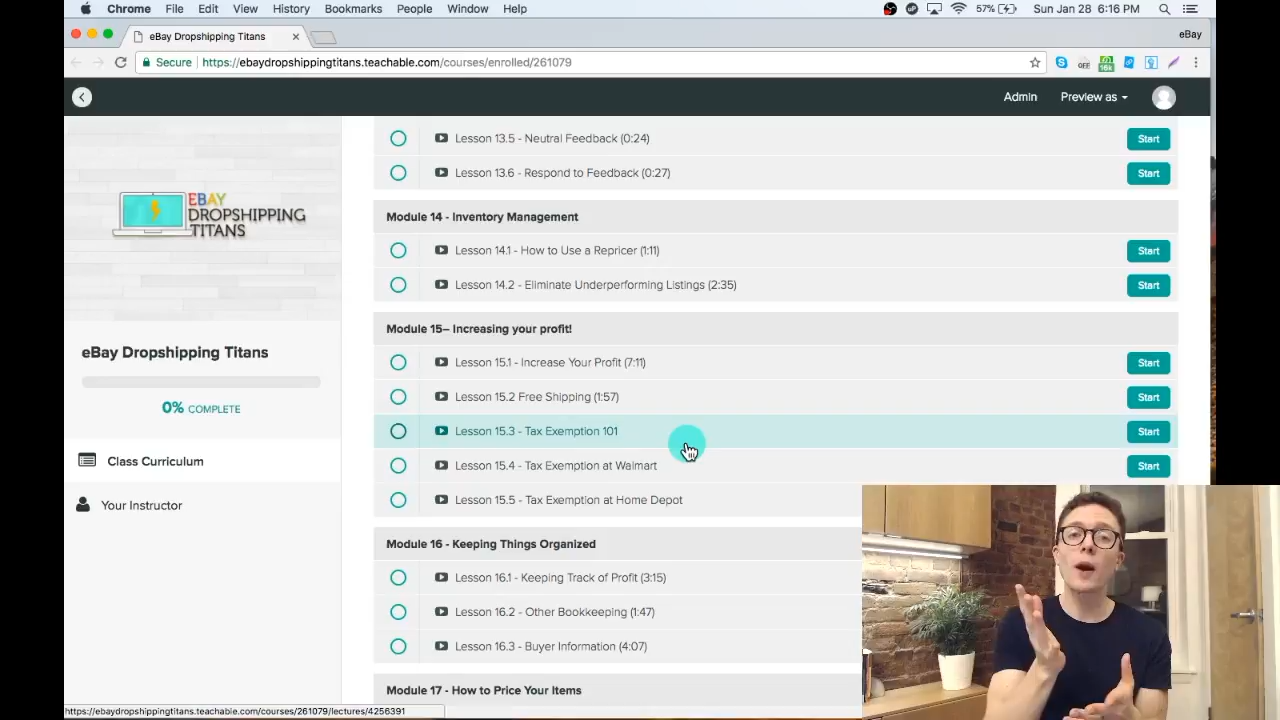 Chrome File Edit View History Bookmarks People Window Help 57% Sun Jan 28 6:16 PM
eBay Dropshipping Titans eBay
Secure https://ebaydropshippingtitans.teachable.com/courses/enrolled/261079 OFF 16k
Admin Preview as
Lesson 13.5 - Neutral Feedback (0:24) Start
Lesson 13.6 - Respond to Feedback (0:27) Start
Module 14 - Inventory Management
Lesson 14.1 - How to Use a Repricer (1:11) Start
Lesson 14.2 - Eliminate Underperforming Listings (2:35) Start
Module 15– Increasing your profit!
Lesson 15.1 - Increase Your Profit (7:11) Start
Lesson 15.2 Free Shipping (1:57) Start
Lesson 15.3 - Tax Exemption 101 Start
Lesson 15.4 - Tax Exemption at Walmart Start
Lesson 15.5 - Tax Exemption at Home Depot
Module 16 - Keeping Things Organized
Lesson 16.1 - Keeping Track of Profit (3:15)
Lesson 16.2 - Other Bookkeeping (1:47)
Lesson 16.3 - Buyer Information (4:07)
Module 17 - How to Price Your Items
EBAY
DROPSHIPPING
TITANS
eBay Dropshipping Titans
0% COMPLETE
Class Curriculum
Your Instructor
https://ebaydropshippingtitans.teachable.com/courses/261079/lectures/4256391